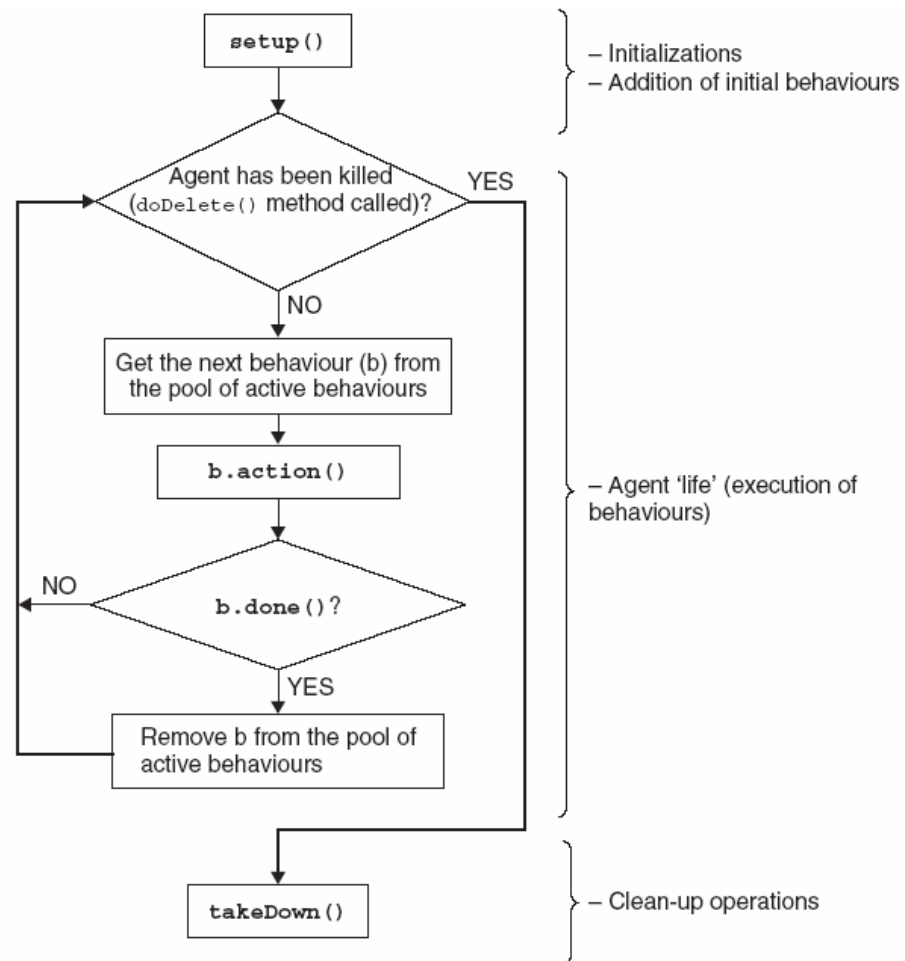 setup()
– Initializations
– Addition of initial behaviours
Agent has been killed
(doDelete() method called)?
YES
NO
Get the next behaviour (b) from
the pool of active behaviours
b.action()
– Agent ‘life’ (execution of
behaviours)
NO
b.done()?
YES
Remove b from the pool of
active behaviours
takeDown()
– Clean-up operations